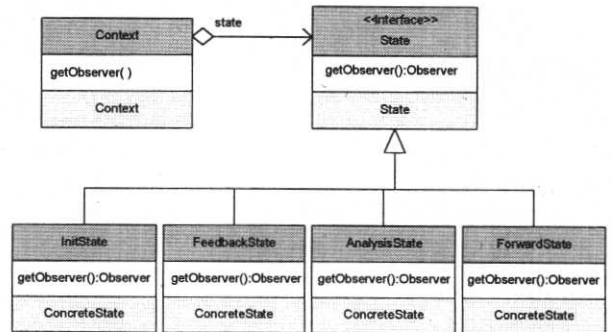 state
Context
getObserver( )
Context
<<Interface>>
State
getObserver():Observer
State
InitState
getObserver():Observer
ConcreteState
FeedbackState
getObserver():Observer
ConcreteState
AnalysisState
getObserver():Observer
ConcreteState
ForwardState
getObserver():Observer
ConcreteState